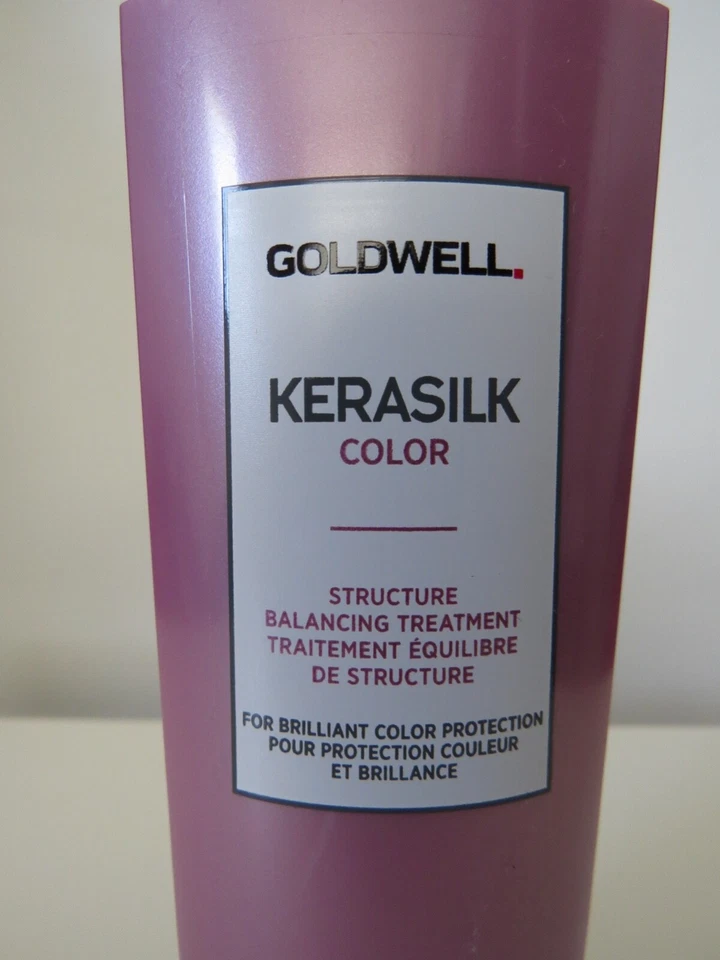 GOLDWELL.
KERASILK
COLOR
STRUCTURE
BALANCING TREATMENT
TRAITEMENT ÉQUILIBRE
DE STRUCTURE
FOR BRILLIANT COLOR PROTECTION
POUR PROTECTION COULEUR
ET BRILLANCE